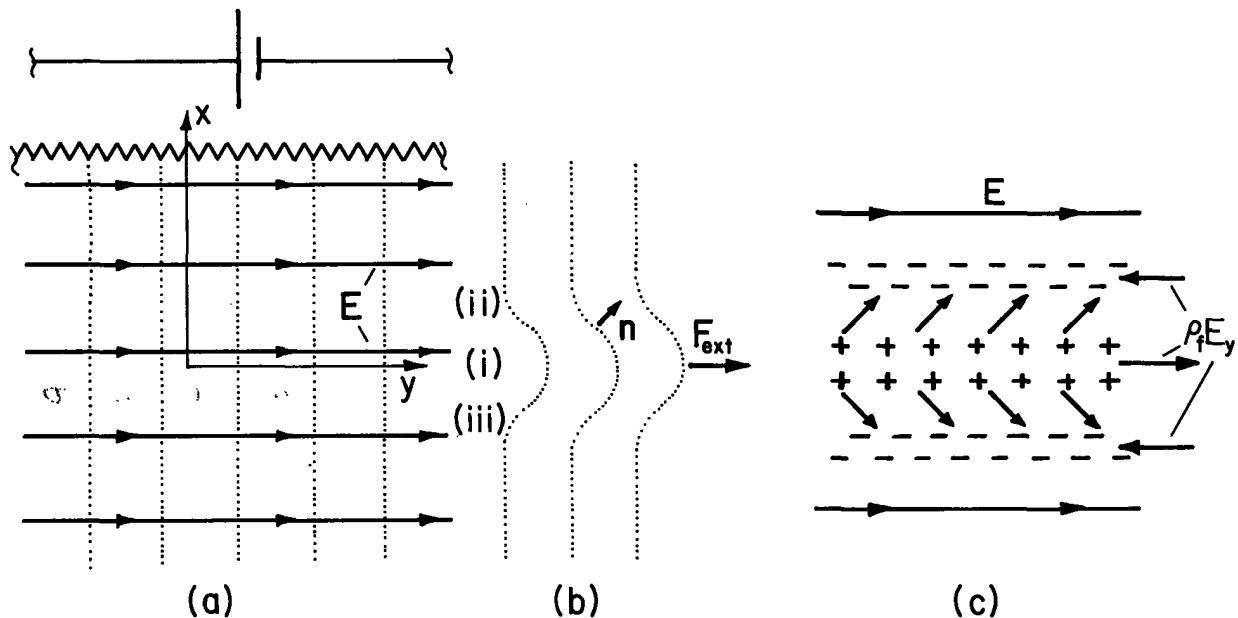 x
E
(ii)
(i)
(iii)
y
n
F_ext
E
− − − − − − −
− − − − − − −
+ + + + + + +
+ + + + + + +
ρ_f E_y
− − − − − − −
− − − − − − − −
(a)
(b)
(c)